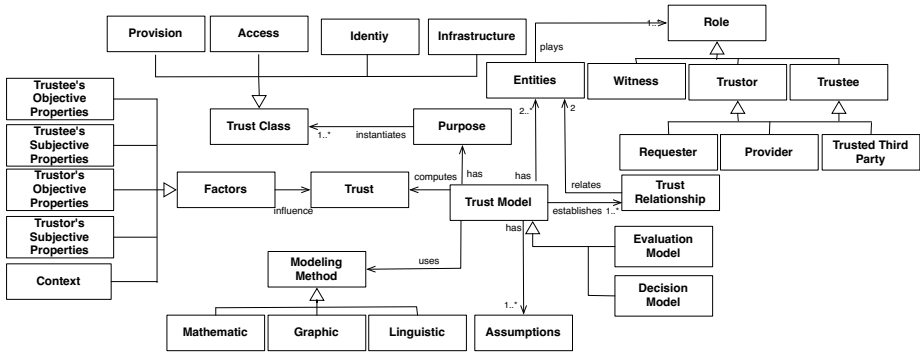 Provision
Access
Identiy
Infrastructure
1..*
Role
plays
Entities
Witness
Trustor
Trustee
Trustee's
Objective
Properties
Trustee's
Subjective
Properties
Trustor's
Objective
Properties
Trustor's
Subjective
Properties
Context
Trust Class
1..*
instantiates
Purpose
2..*
2
Requester
Provider
Trusted Third
Party
Factors
influence
Trust
computes
has
has
relates
Trust Model
establishes
1..*
Trust
Relationship
has
Evaluation
Model
Decision
Model
Modeling
Method
uses
1..*
Mathematic
Graphic
Linguistic
Assumptions